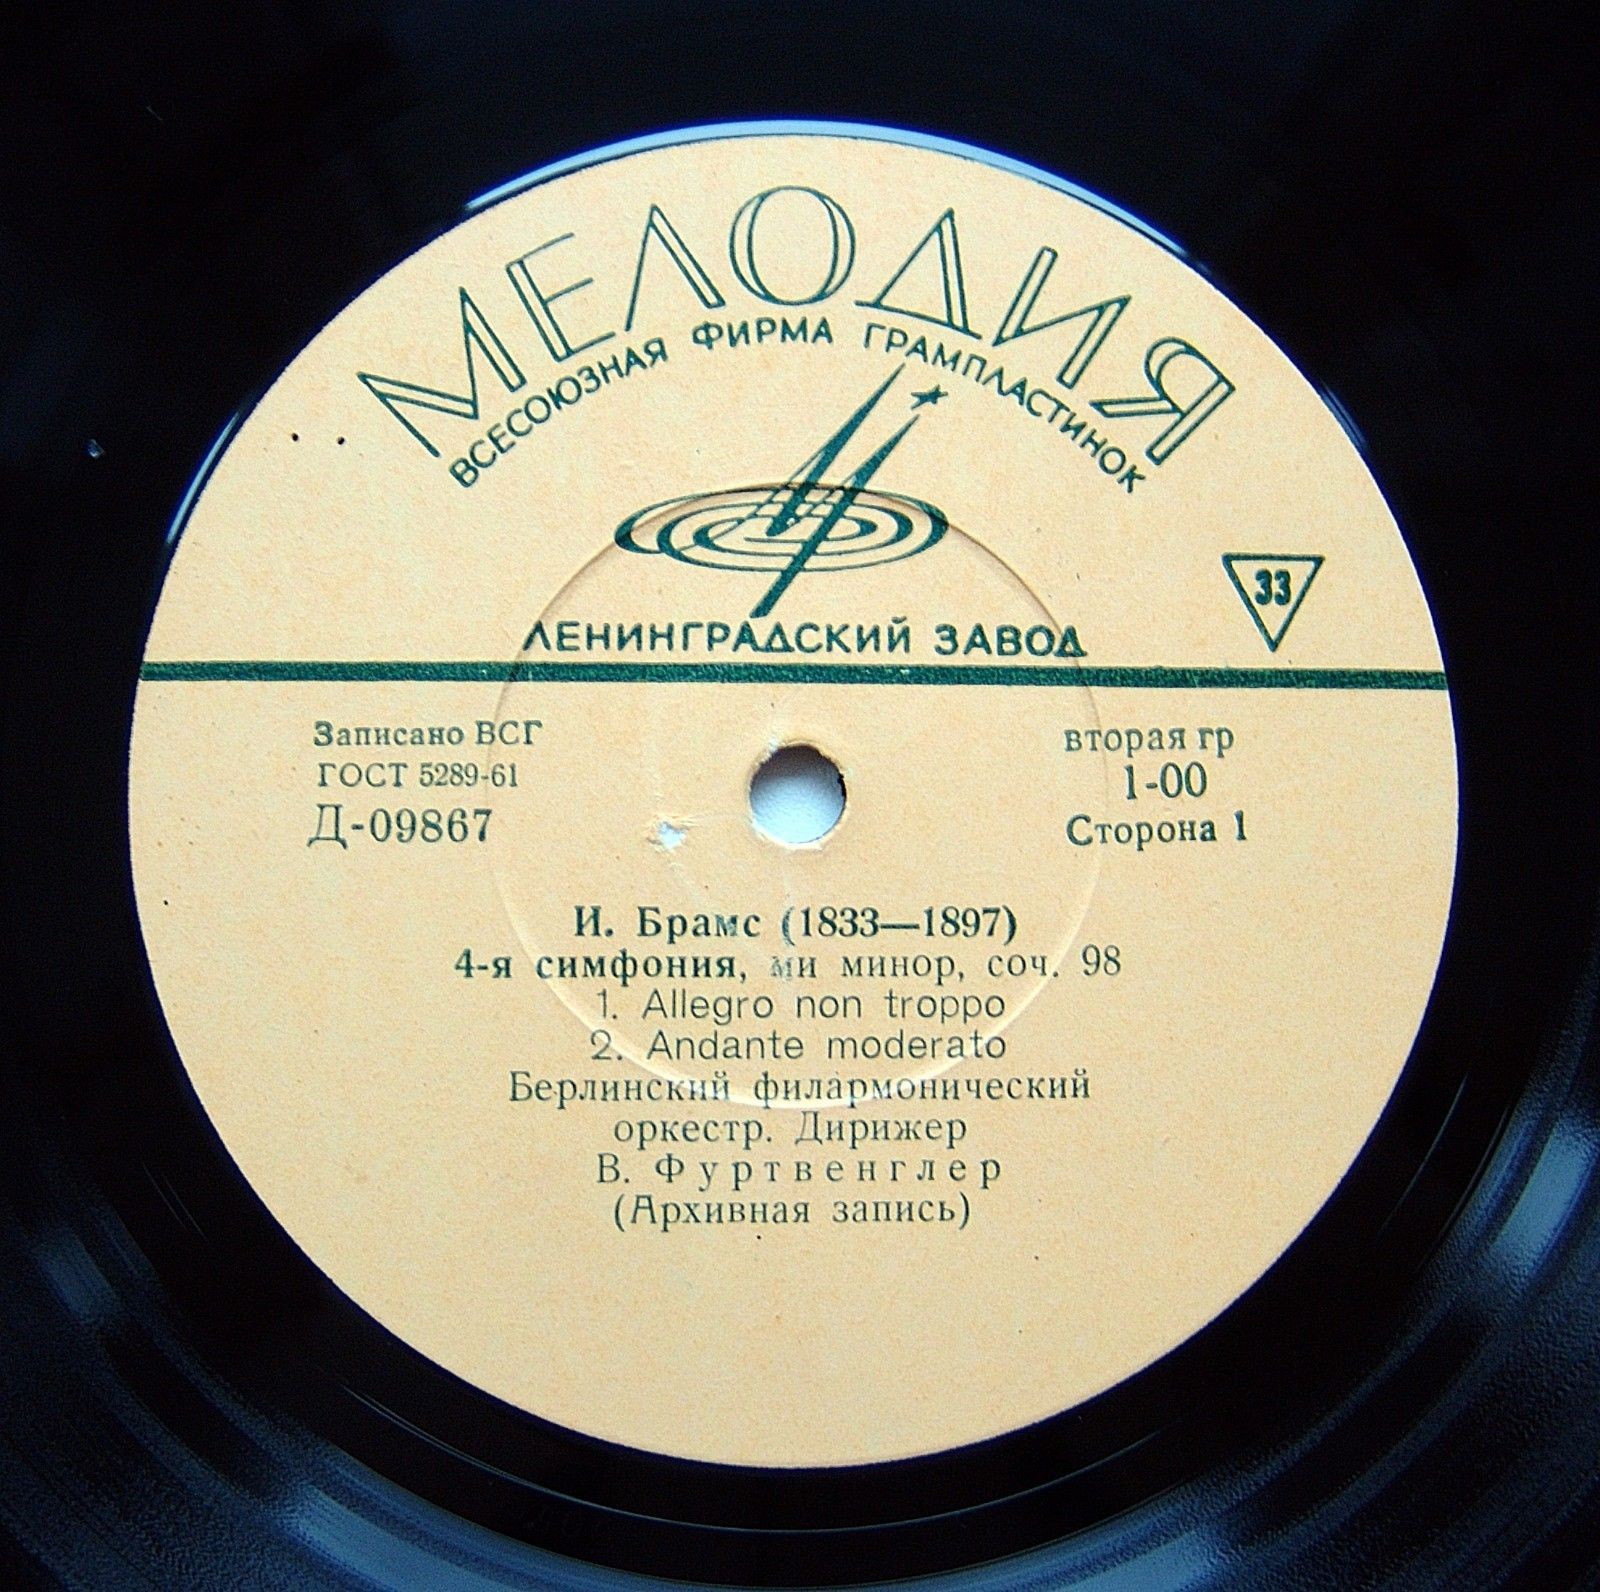 МЕЛОДИЯ
ВСЕСОЮЗНАЯ ФИРМА ГРАМПЛАСТИНОК
ЛЕНИНГРАДСКИЙ ЗАВОД
33
Записано ВСГ
ГОСТ 5289-61
Д-09867
вторая гр
1-00
Сторона 1
И. Брамс (1833—1897)
4-я симфония, ми минор, соч. 98
1. Allegro non troppo
2. Andante moderato
Берлинский филармонический
оркестр. Дирижер
В. Фуртвенглер
(Архивная запись)